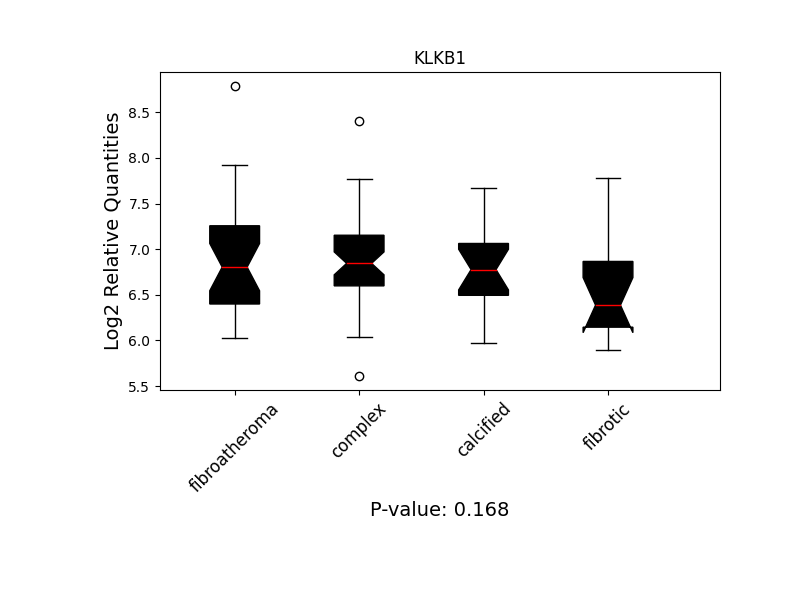 KLKB1
Log2 Relative Quantities
8.5
8.0
7.5
7.0
6.5
6.0
5.5
fibroatheroma
complex
calcified
fibrotic
P-value: 0.168